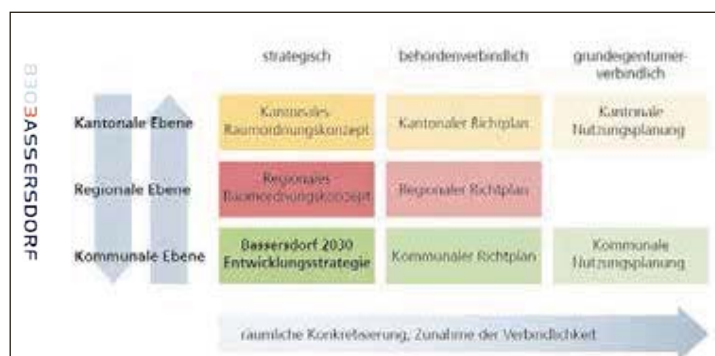 8303ASSERSDORF
strategisch
behördenverbindlich
grundeigentümer-
verbindlich
Kantonale Ebene
Kantonales
Raumordnungskonzept
Kantonaler Richtplan
Kantonale
Nutzungsplanung
Regionale Ebene
Regionales
Raumordnungskonzept
Regionaler Richtplan
Kommunale Ebene
Bassersdorf 2030
Entwicklungsstrategie
Kommunaler Richtplan
Kommunale
Nutzungsplanung
räumliche Konkretisierung, Zunahme der Verbindlichkeit